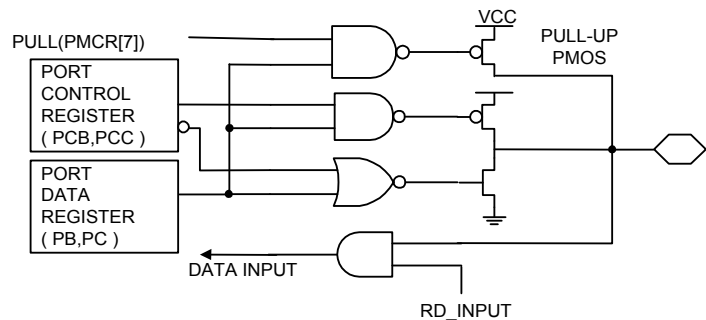 VCC
PULL(PMCR[7])
PULL-UP
PMOS
PORT
CONTROL
REGISTER
( PCB,PCC )
PORT
DATA
REGISTER
( PB,PC )
DATA INPUT
RD_INPUT